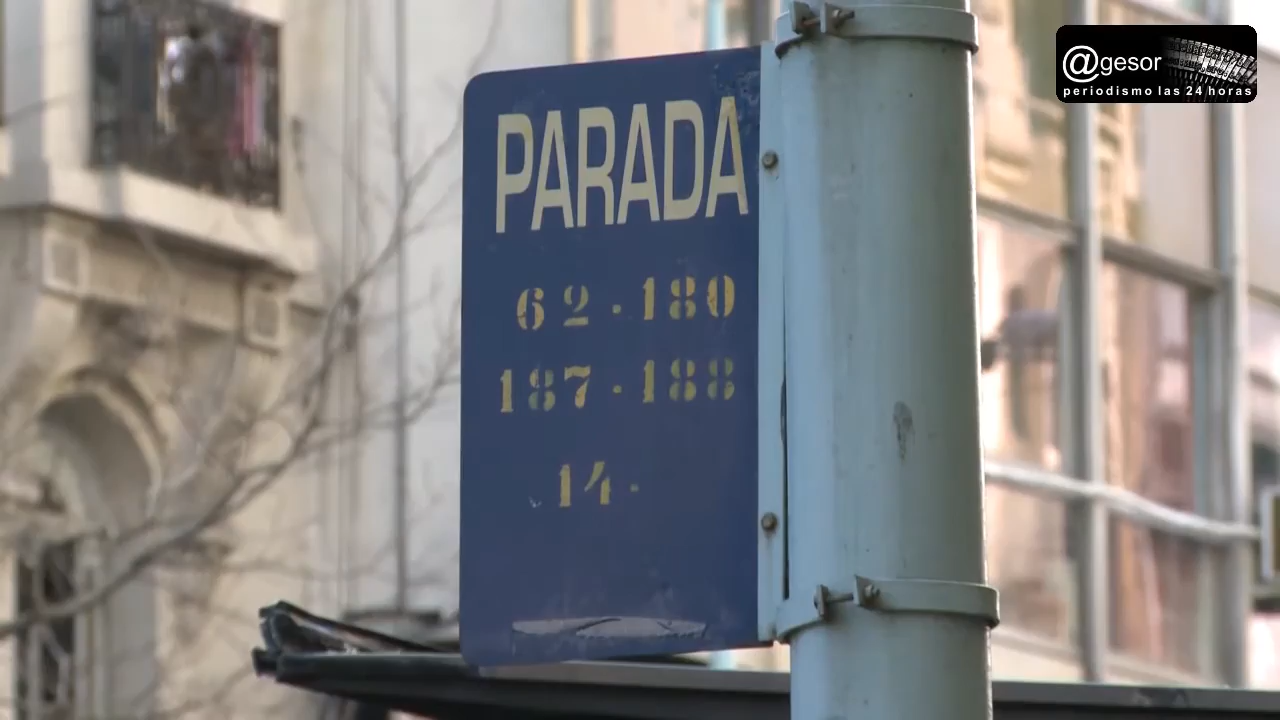 @gesor
periodismo las 24 horas
PARADA
62 - 180
187 - 188
14 -